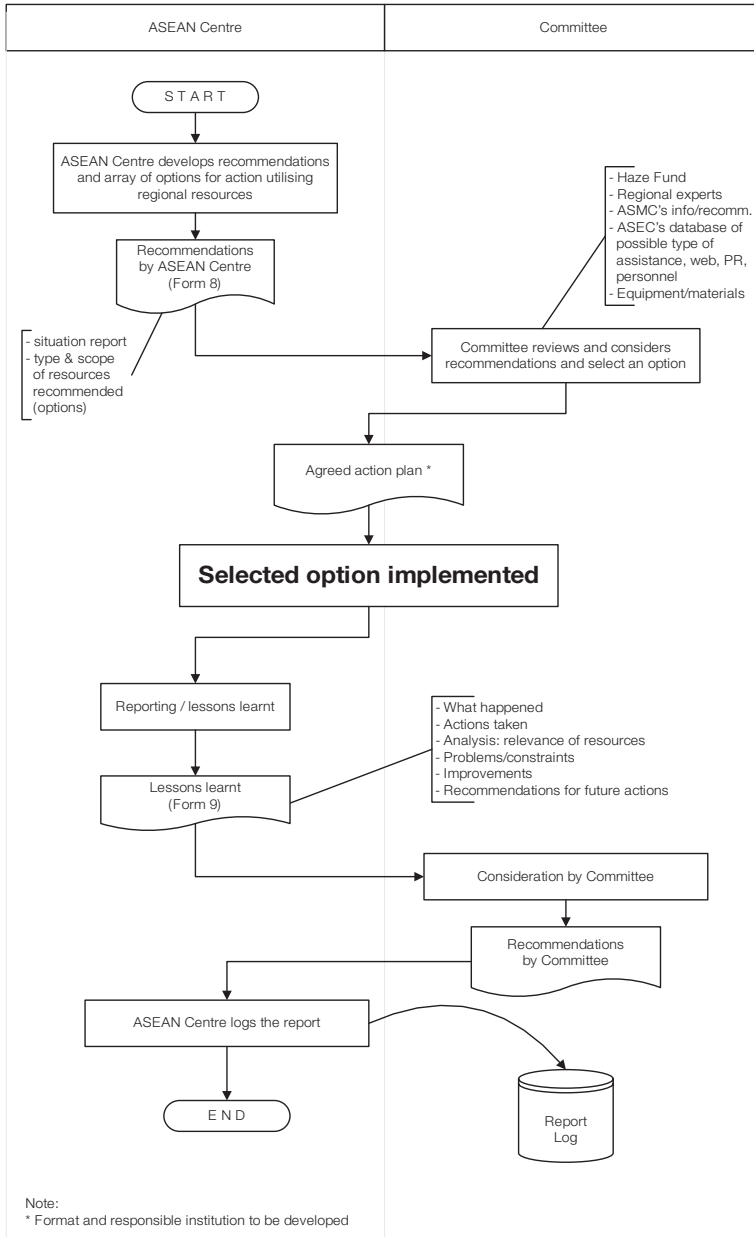 ASEAN Centre
Committee
S T A R T
ASEAN Centre develops recommendations
and array of options for action utilising
regional resources
- Haze Fund
- Regional experts
- ASMC's info/recomm.
- ASEC's database of
possible type of
assistance, web, PR,
personnel
- Equipment/materials
Recommendations
by ASEAN Centre
(Form 8)
- situation report
- type & scope
of resources
recommended
(options)
Committee reviews and considers
recommendations and select an option
Agreed action plan *
Selected option implemented
Reporting / lessons learnt
- What happened
- Actions taken
- Analysis: relevance of resources
- Problems/constraints
- Improvements
- Recommendations for future actions
Lessons learnt
(Form 9)
Consideration by Committee
Recommendations
by Committee
ASEAN Centre logs the report
E N D
Report
Log
Note:
* Format and responsible institution to be developed